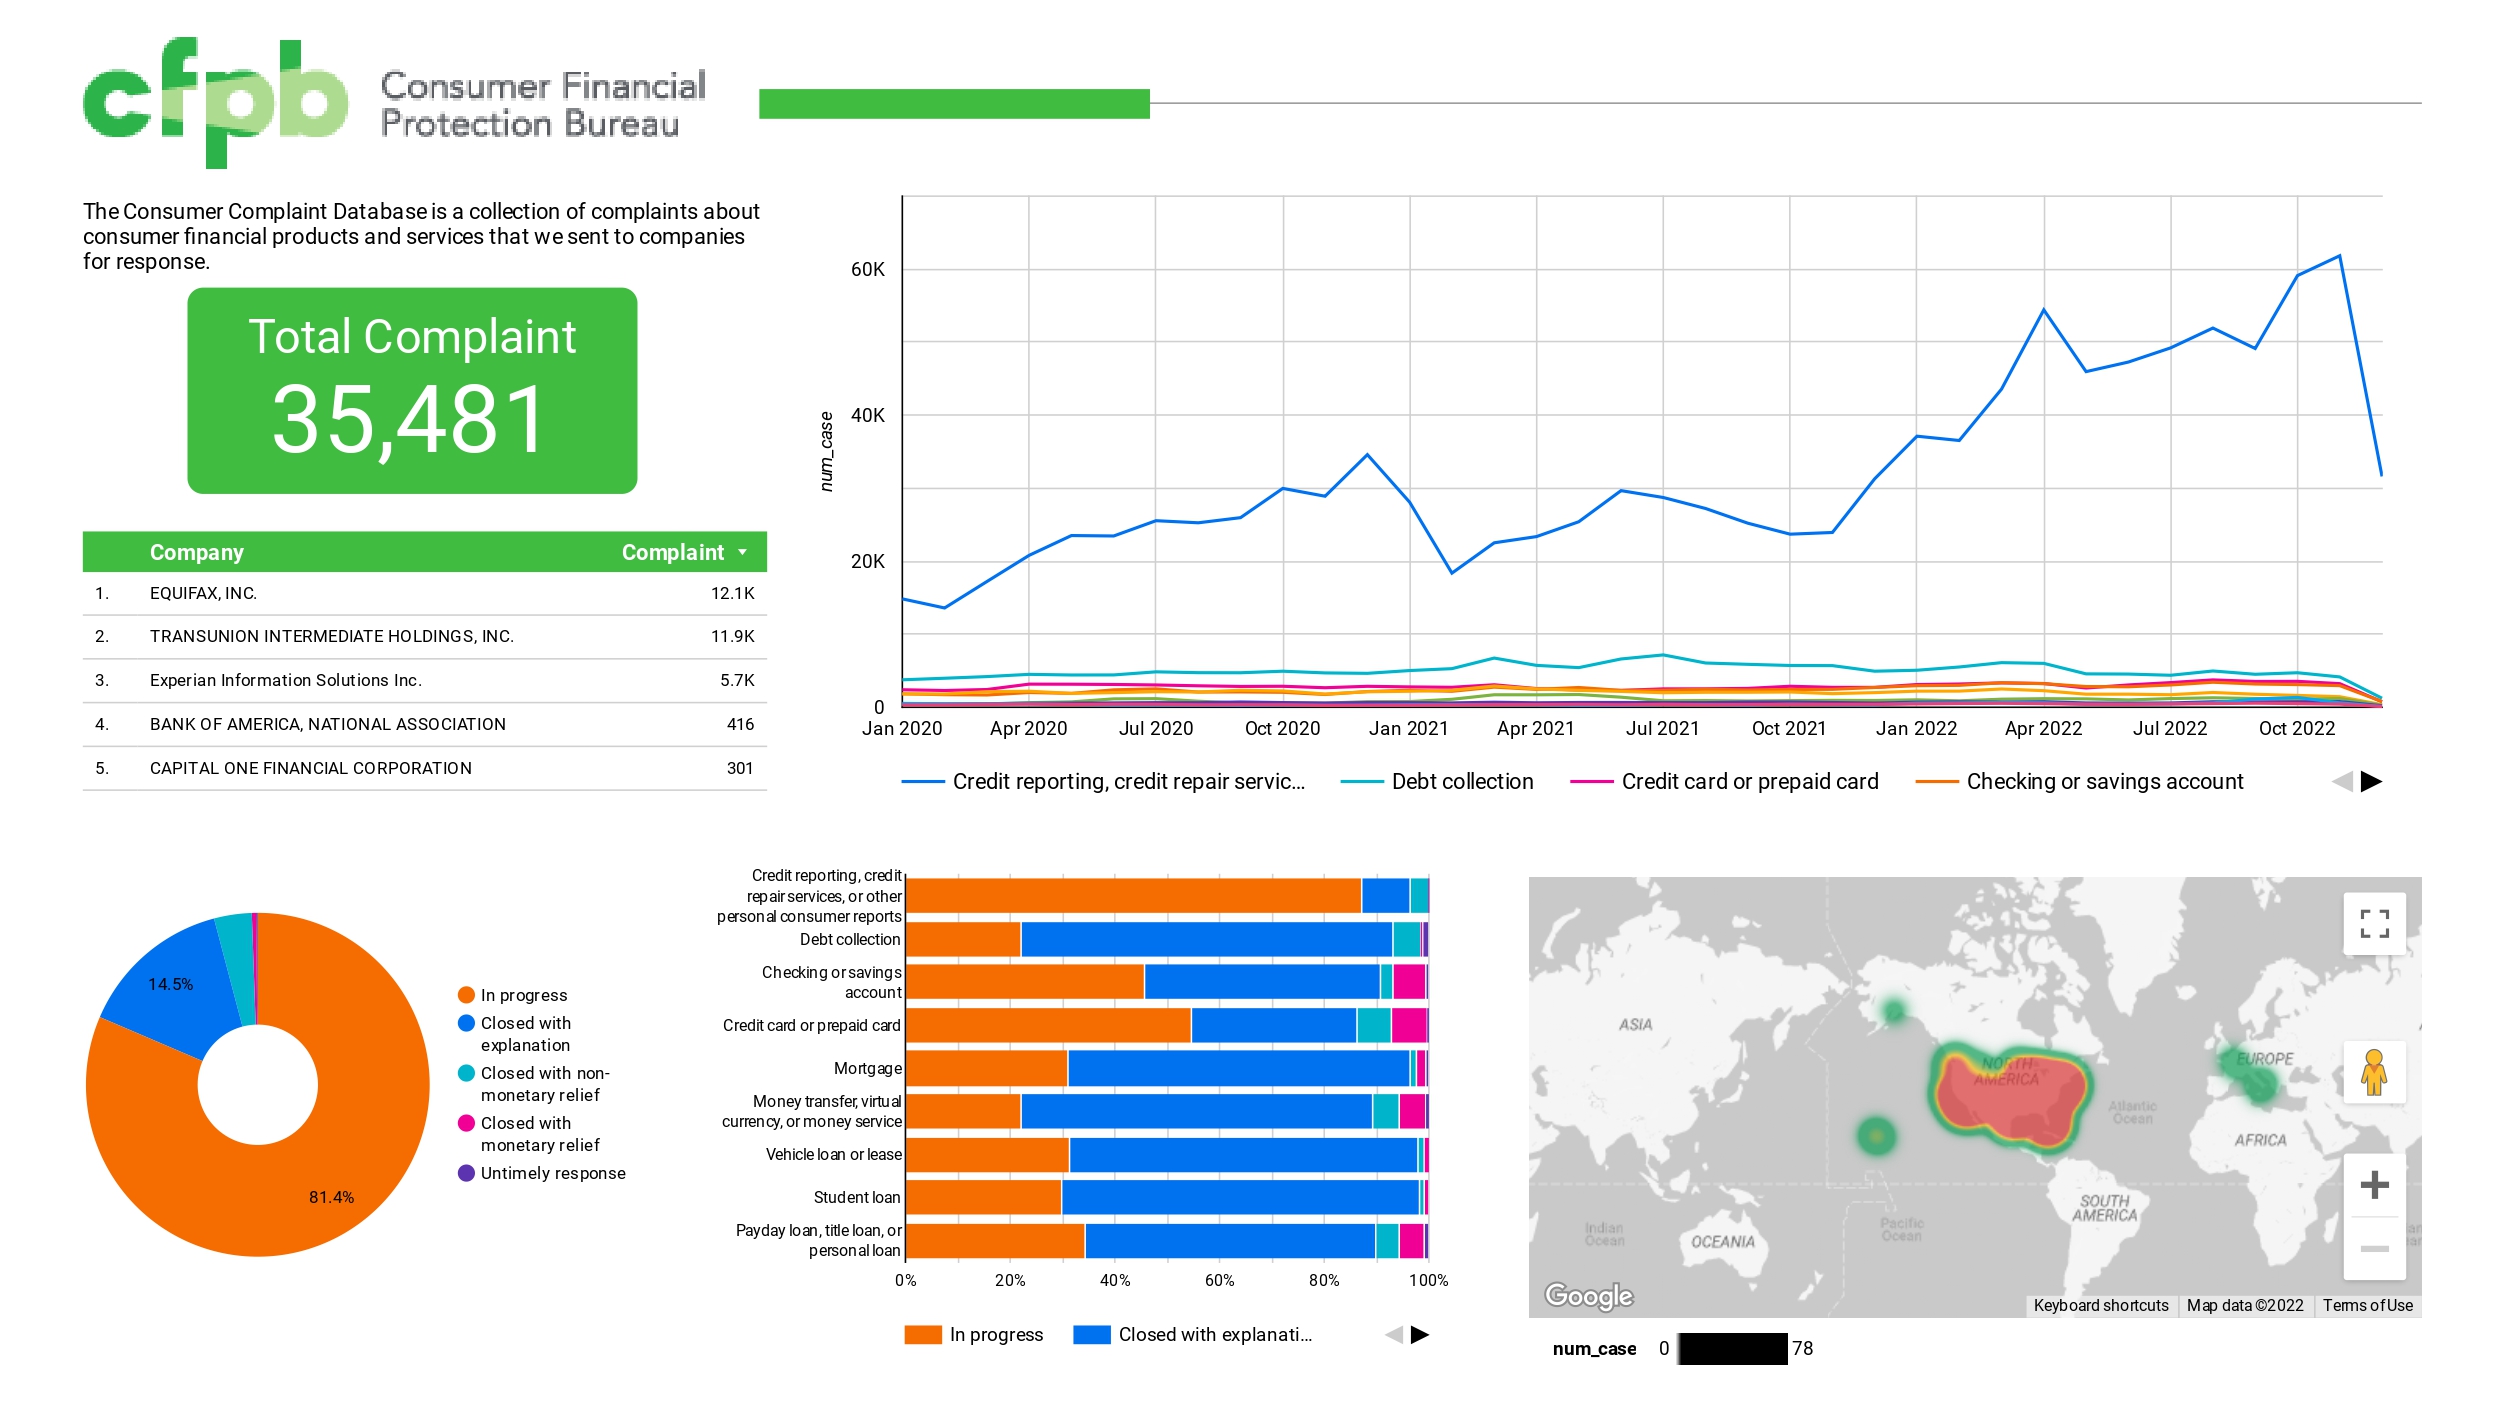 cfpb
Consumer Financial
Protection Bureau
The Consumer Complaint Database is a collection of complaints about
consumer financial products and services that we sent to companies
for response.
Total Complaint
35,481
Company Complaint
1. EQUIFAX, INC. 12.1K
2. TRANSUNION INTERMEDIATE HOLDINGS, INC. 11.9K
3. Experian Information Solutions Inc. 5.7K
4. BANK OF AMERICA, NATIONAL ASSOCIATION 416
5. CAPITAL ONE FINANCIAL CORPORATION 301
num_case
60K
40K
20K
0
Jan 2020 Apr 2020 Jul 2020 Oct 2020 Jan 2021 Apr 2021 Jul 2021 Oct 2021 Jan 2022 Apr 2022 Jul 2022 Oct 2022
Credit reporting, credit repair servic... Debt collection Credit card or prepaid card Checking or savings account
14.5%
81.4%
In progress
Closed with
explanation
Closed with non-
monetary relief
Closed with
monetary relief
Untimely response
Credit reporting, credit
repair services, or other
personal consumer reports
Debt collection
Checking or savings
account
Credit card or prepaid card
Mortgage
Money transfer, virtual
currency, or money service
Vehicle loan or lease
Student loan
Payday loan, title loan, or
personal loan
0% 20% 40% 60% 80% 100%
In progress Closed with explanati...
ASIA
NORTH
AMERICA
EUROPE
Atlantic
Ocean
AFRICA
SOUTH
AMERICA
Indian
Ocean
OCEANIA
Pacific
Ocean
Google
Keyboard shortcuts Map data ©2022 Terms of Use
num_case 0 78